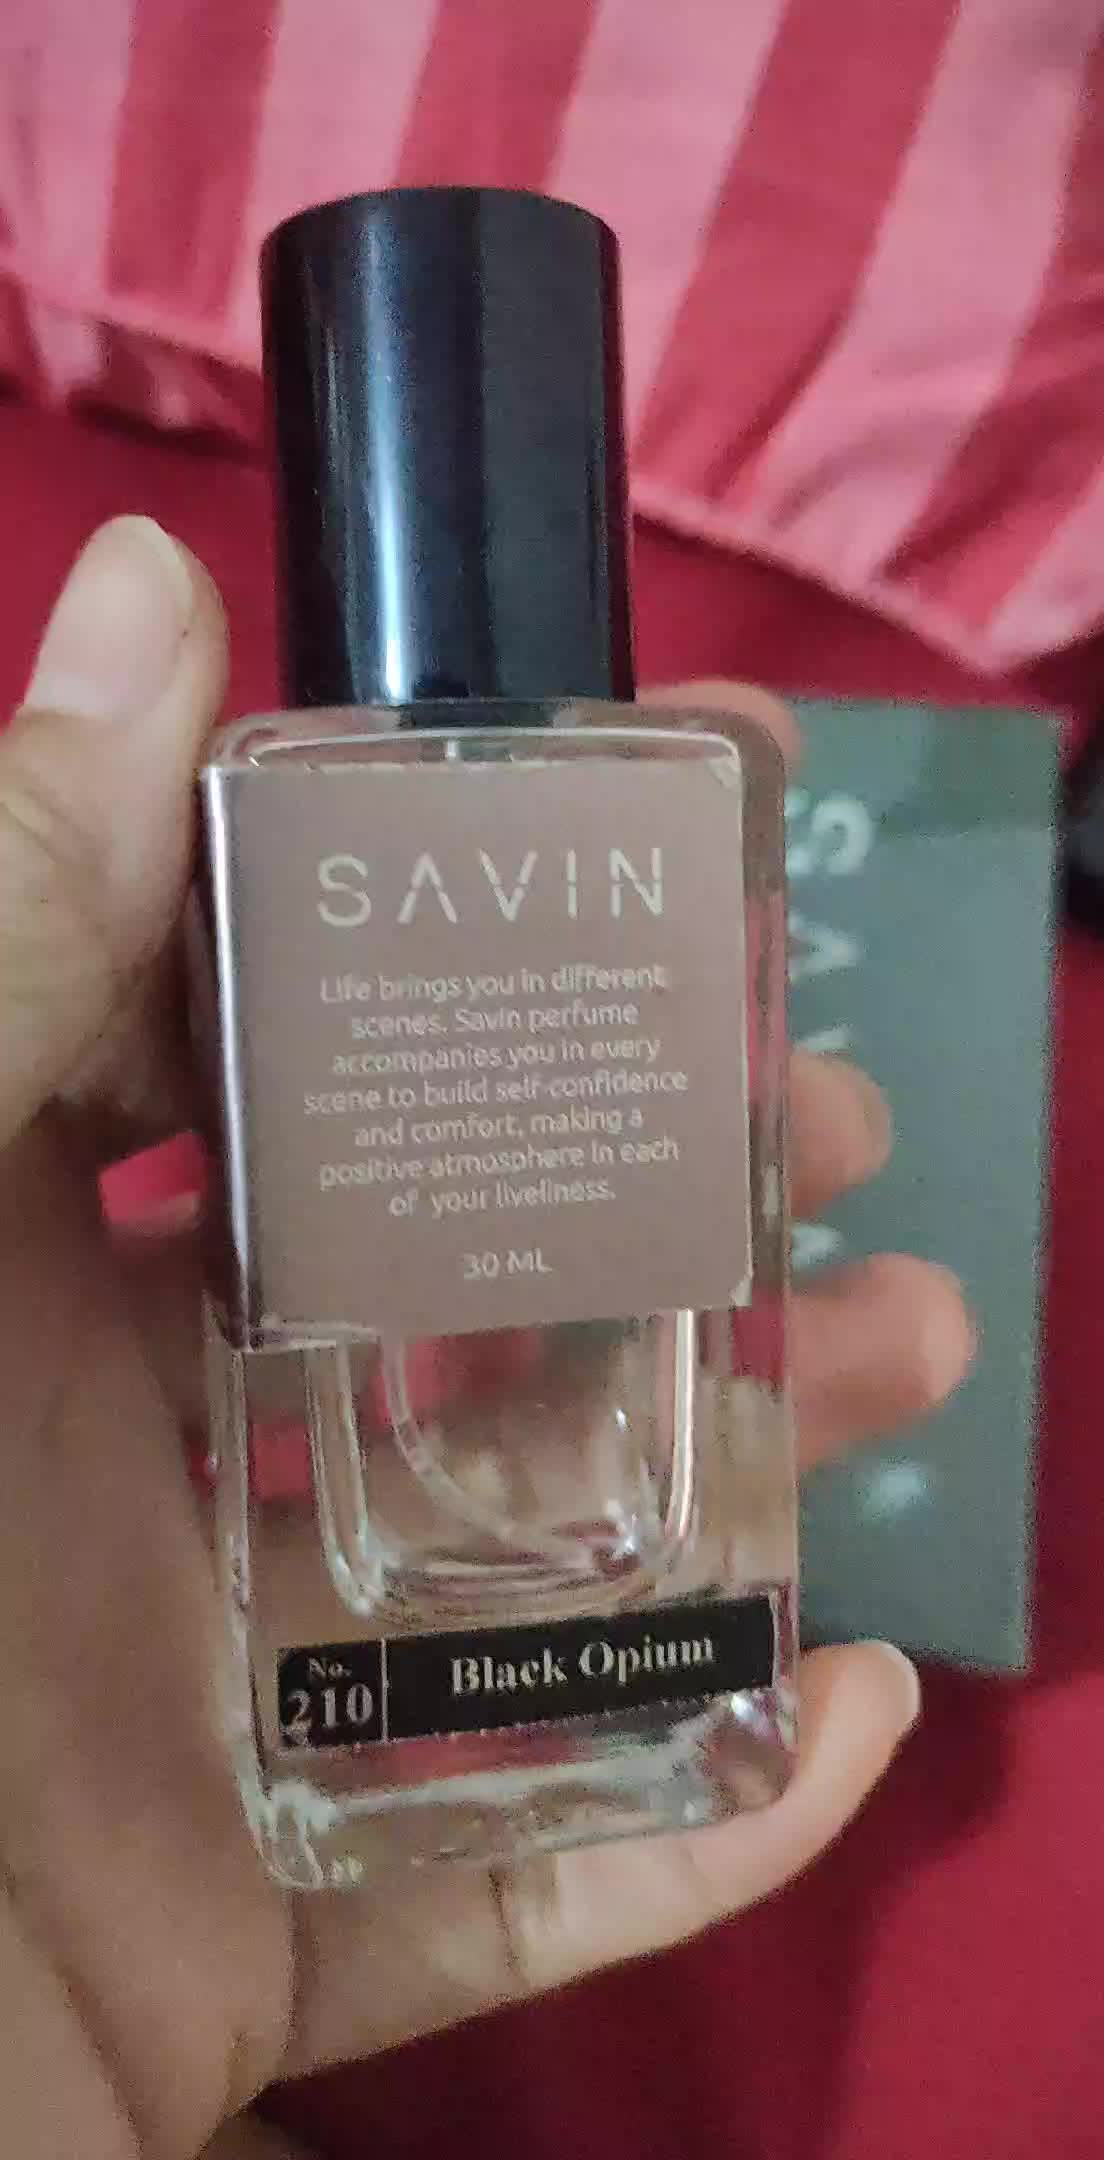 SAVIN
Life brings you in different
scenes. Savin perfume
accompanies you in every
scene to build self-confidence
and comfort, making a
positive atmosphere in each
of your liveliness.
30 ML
No.
210
Black Opium